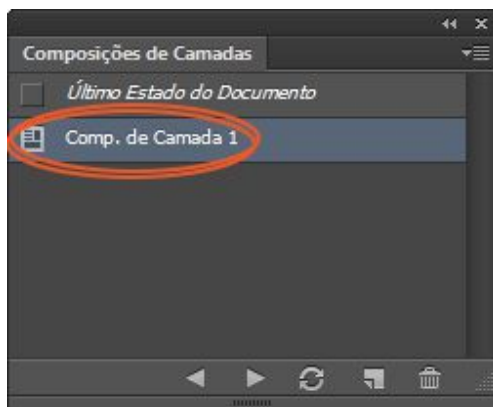 Composições de Camadas
Último Estado do Documento
Comp. de Camada 1